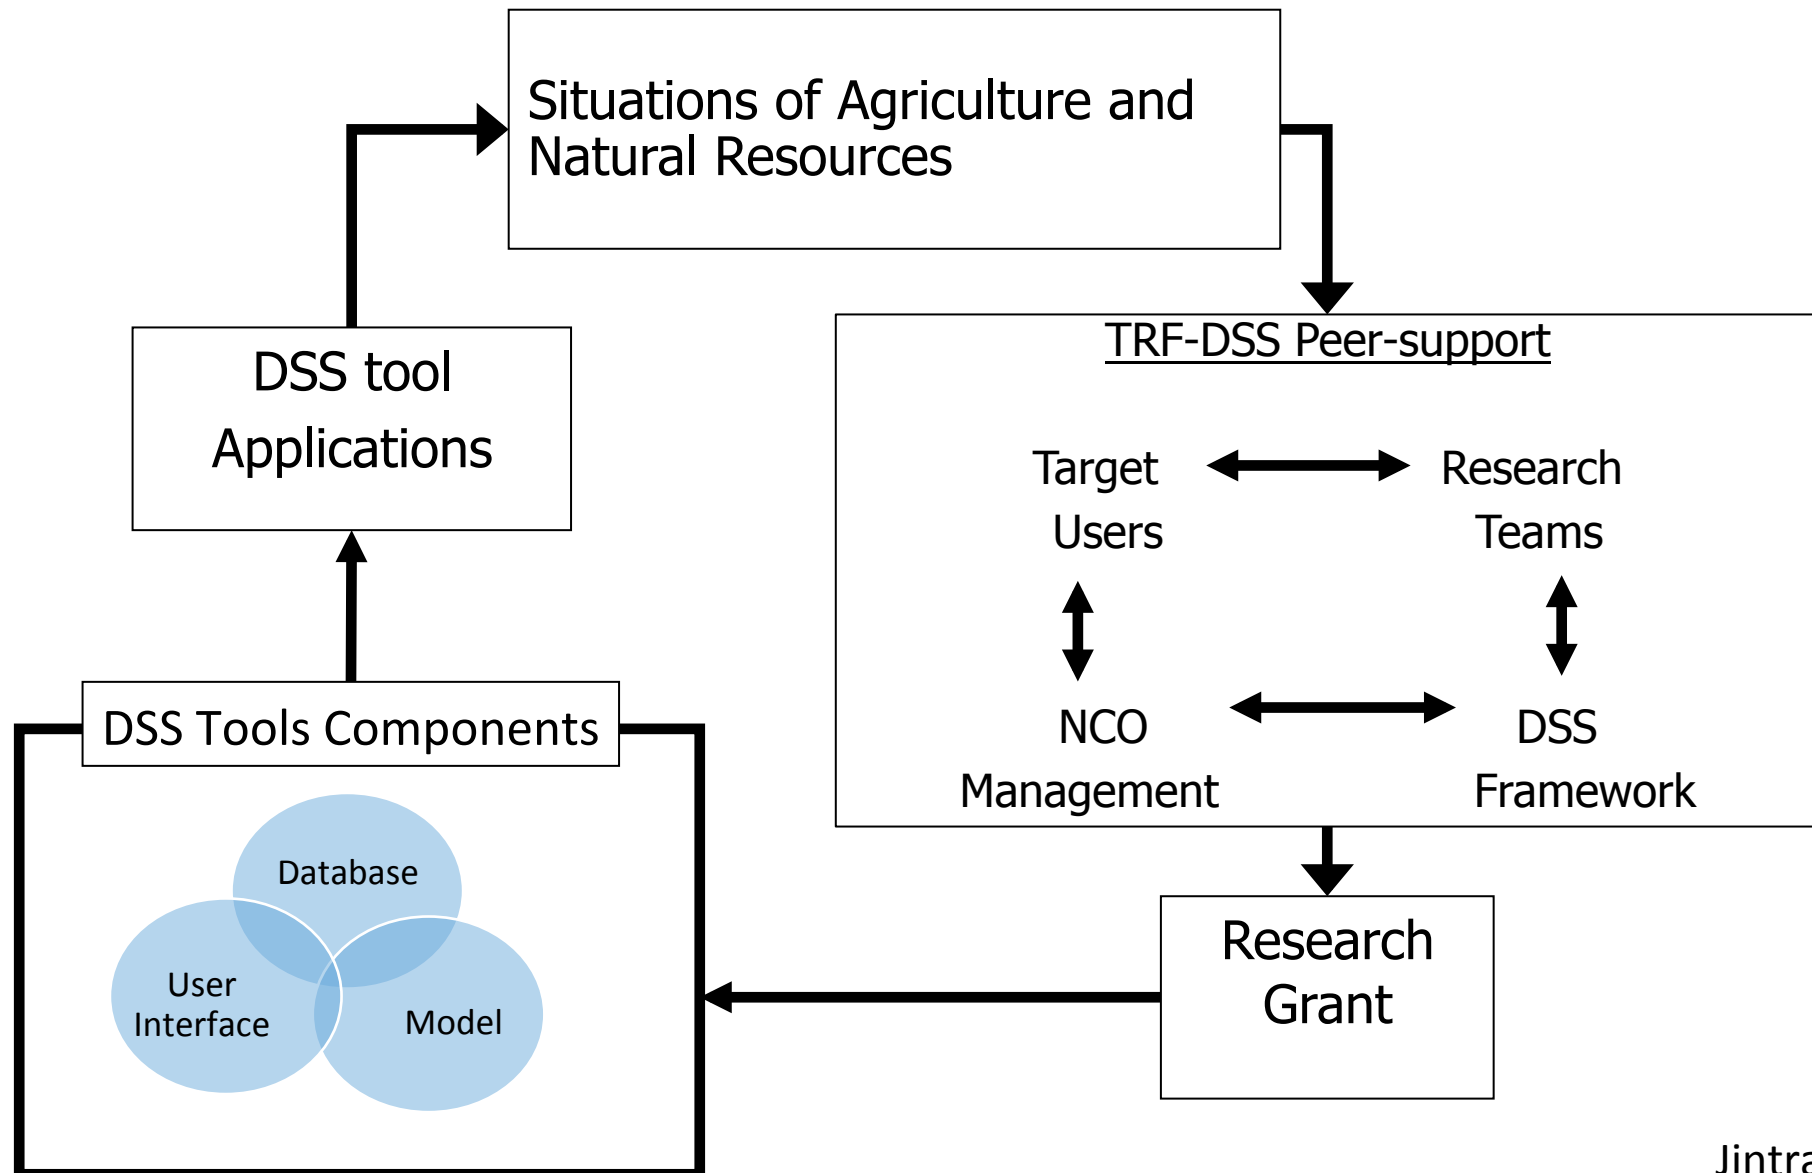 Situations of Agriculture and
Natural Resources
DSS tool
Applications
TRF-DSS Peer-support
Target
Users
Research
Teams
NCO
Management
DSS
Framework
DSS Tools Components
Database
User
Interface
Model
Research
Grant